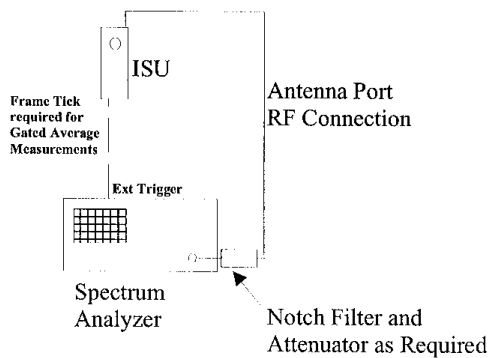 ISU
Antenna Port
RF Connection
Frame Tick
required for
Gated Average
Measurements
Ext Trigger
Spectrum
Analyzer
Notch Filter and
Attenuator as Required